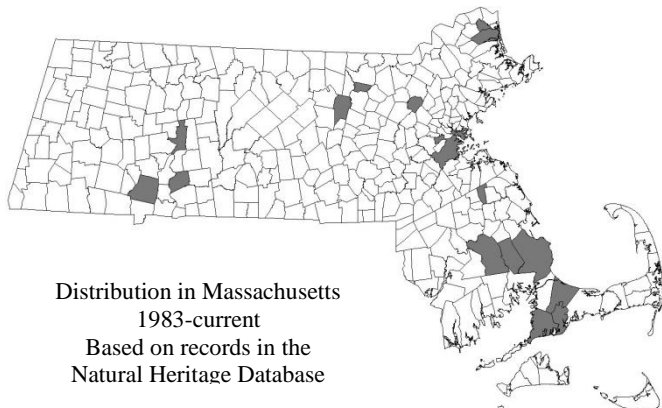 Distribution in Massachusetts
1983-current
Based on records in the
Natural Heritage Database